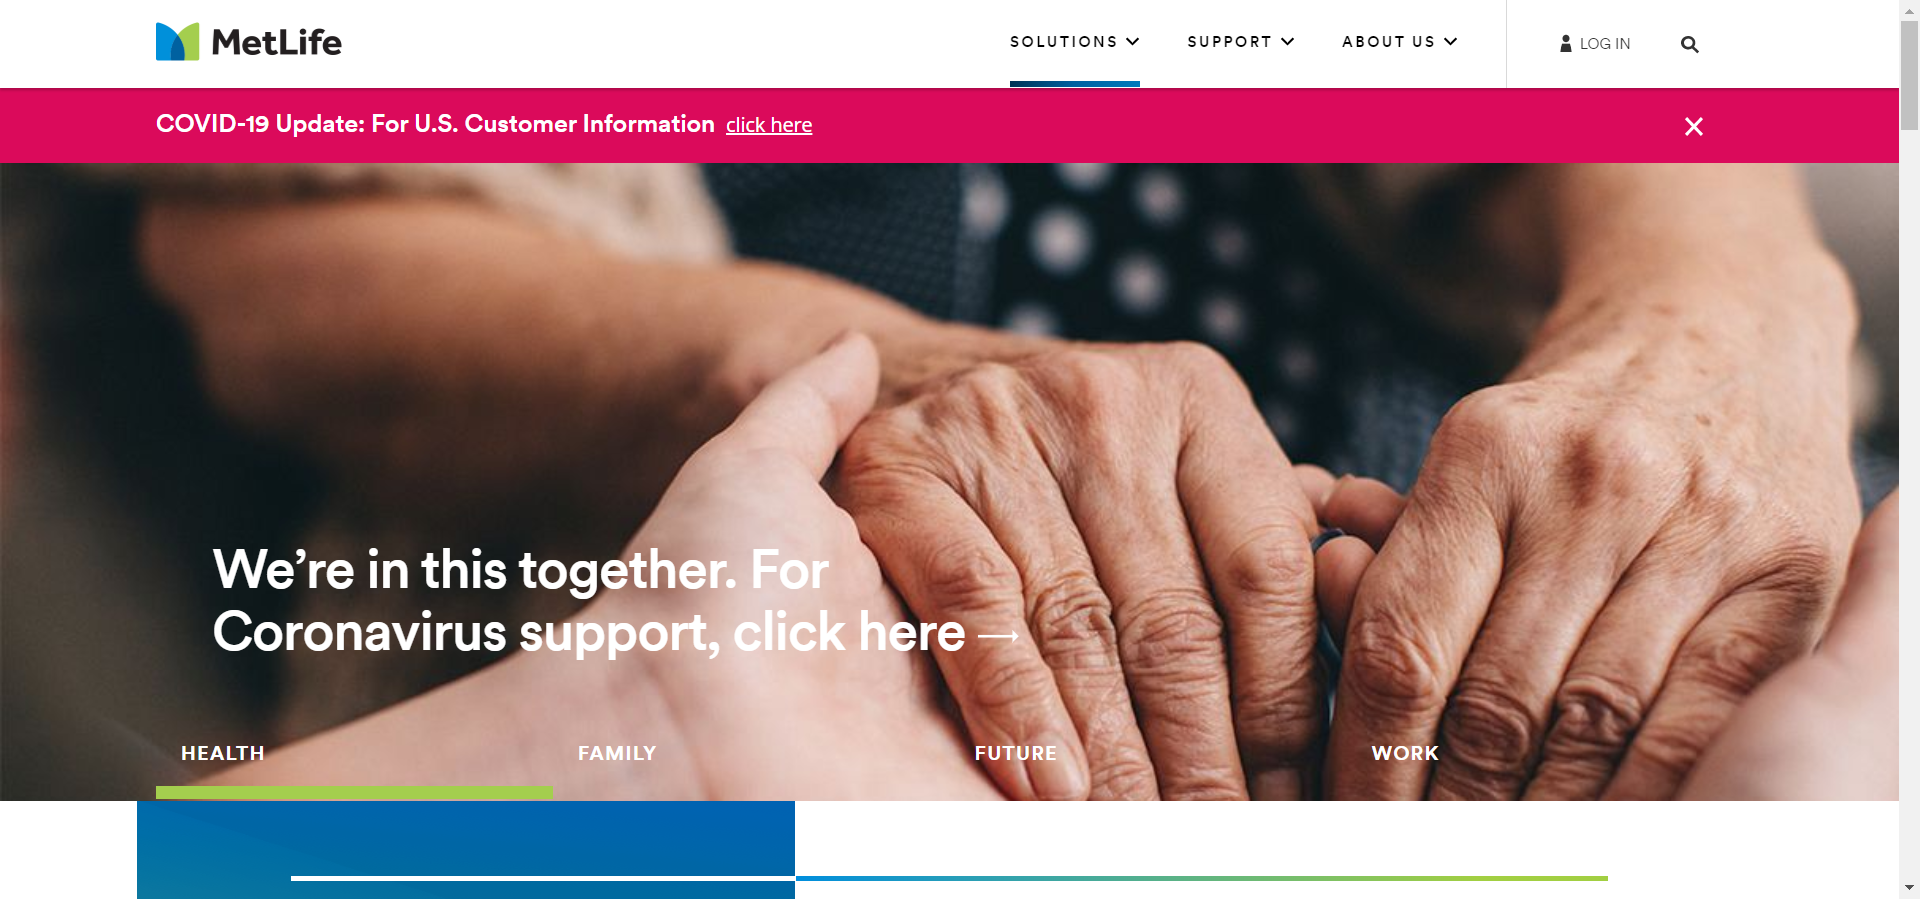 MetLife
SOLUTIONS
SUPPORT
ABOUT US
LOG IN
COVID-19 Update: For U.S. Customer Information click here
We're in this together. For
Coronavirus support, click here →
HEALTH
FAMILY
FUTURE
WORK